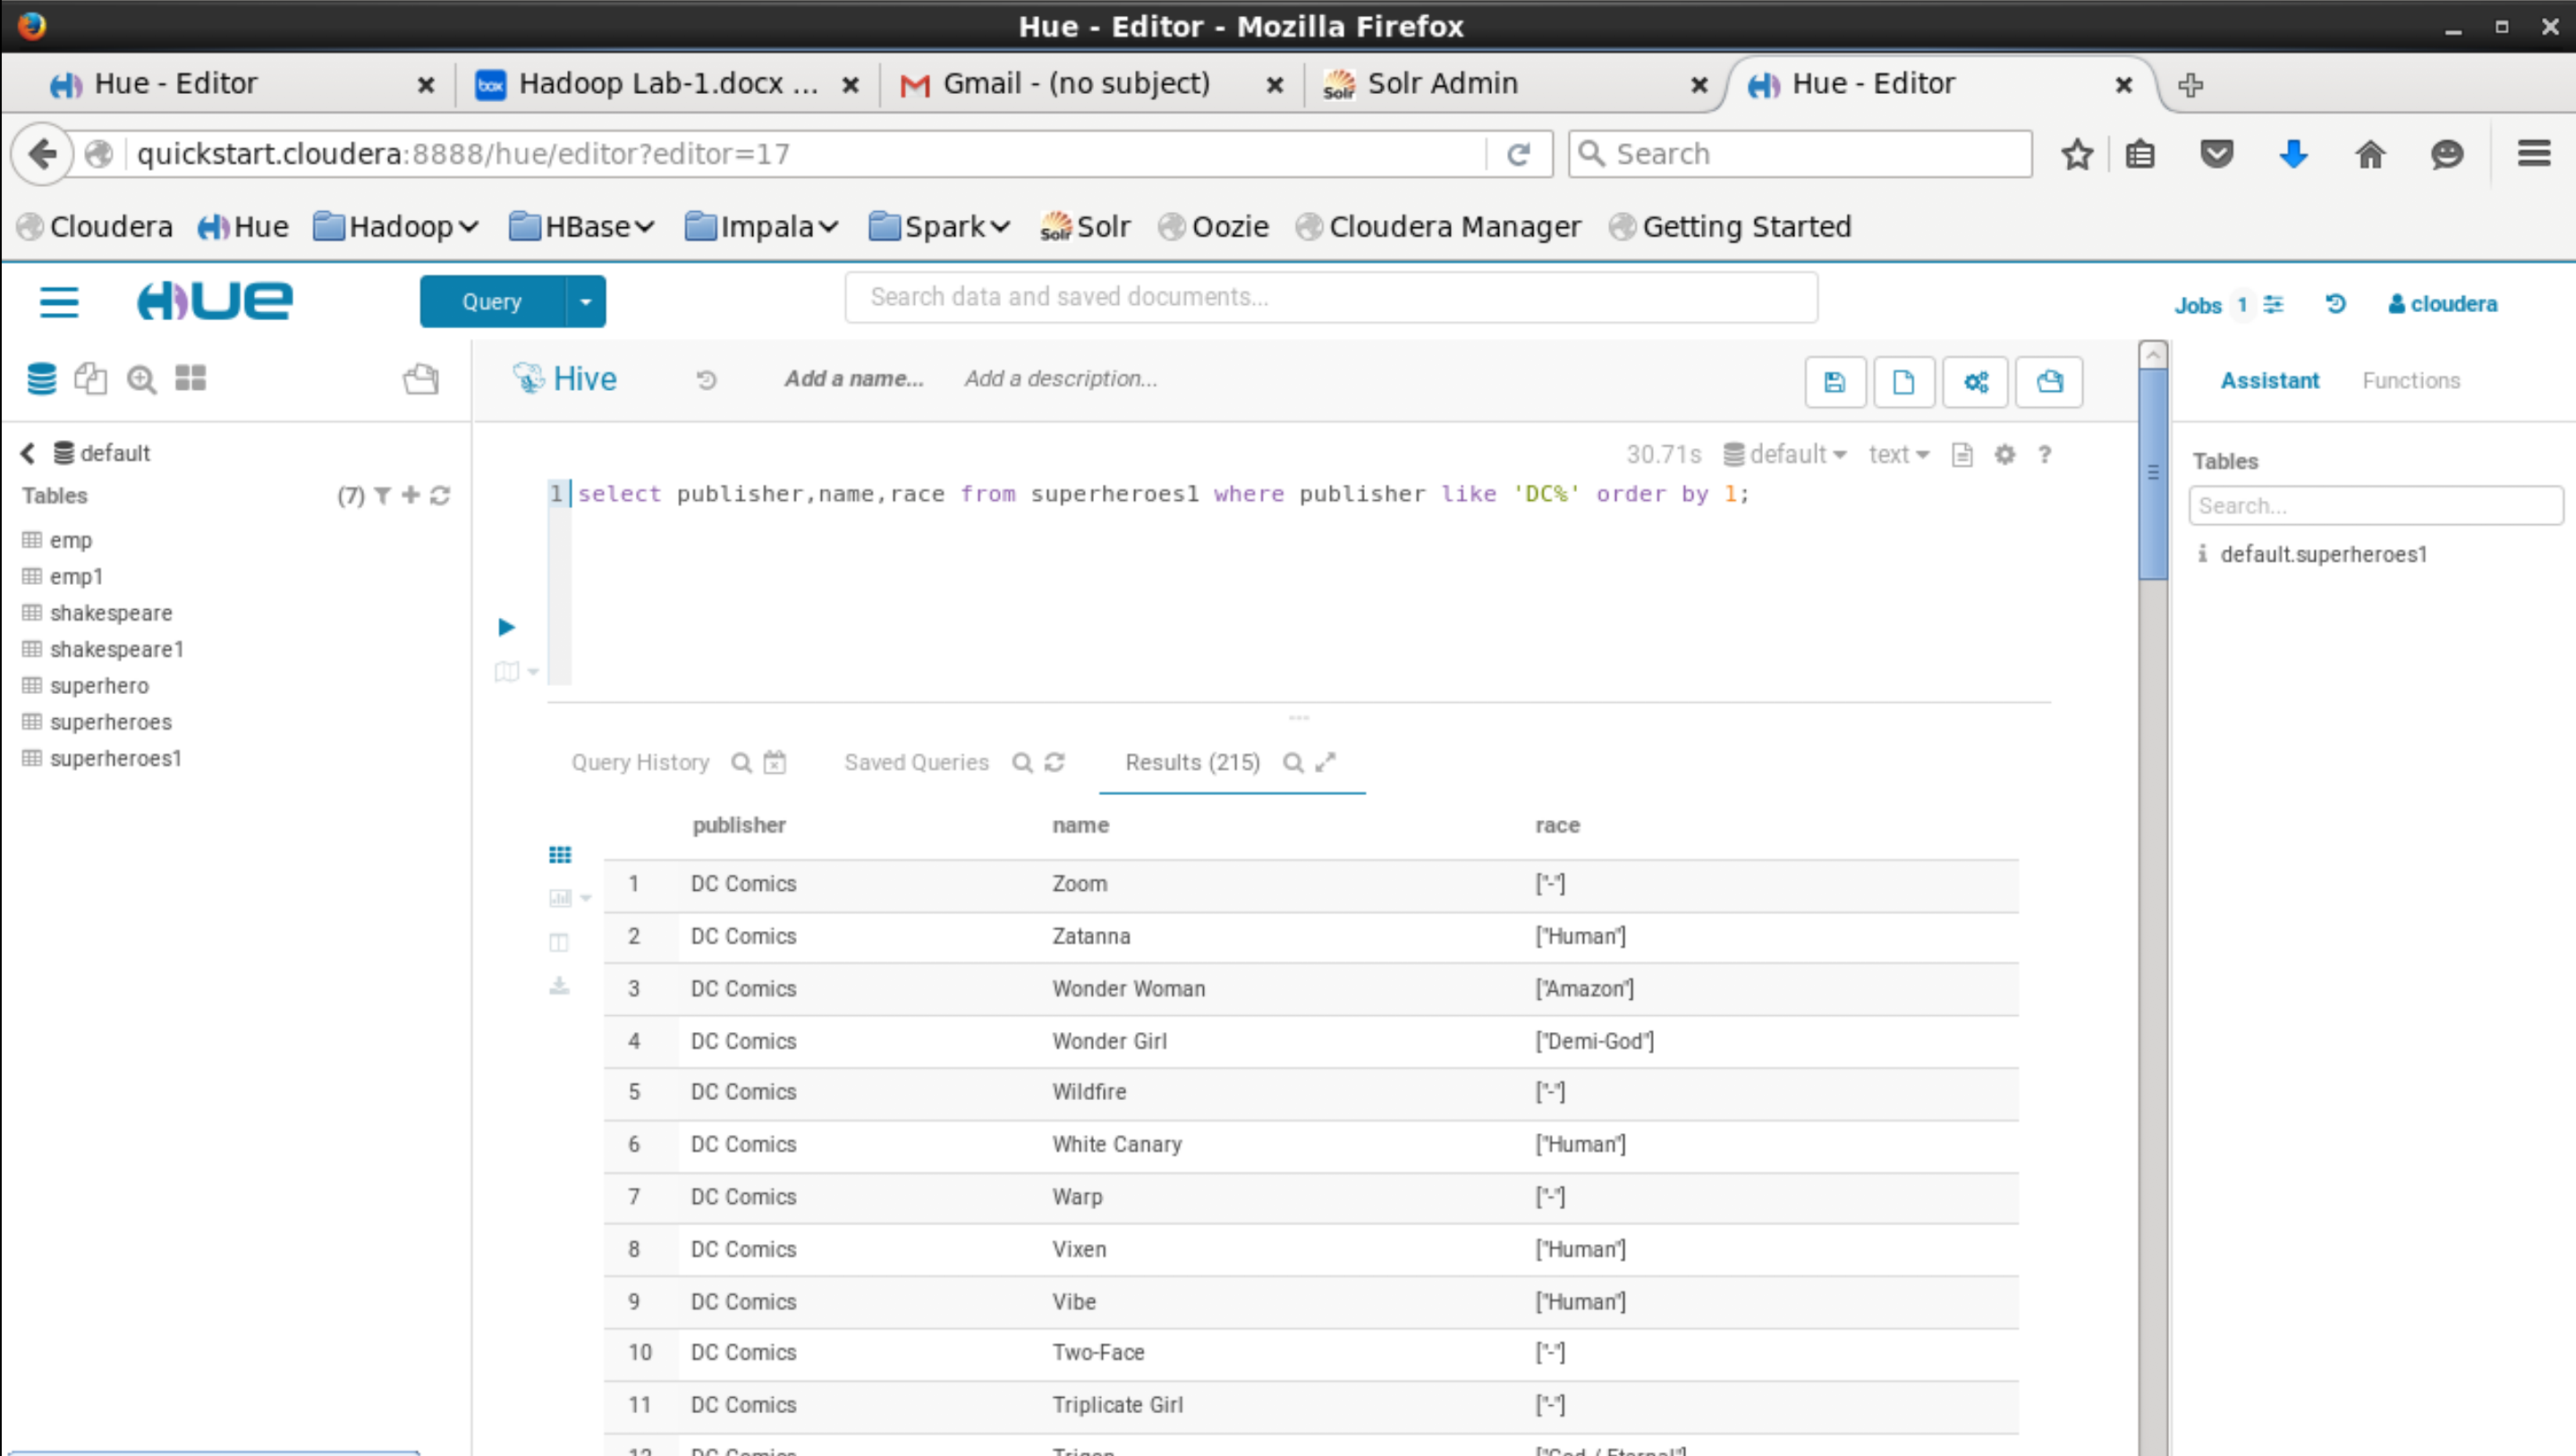 Hue - Editor - Mozilla Firefox
Hue - Editor
Hadoop Lab-1.docx ...
Gmail - (no subject)
Solr Admin
Hue - Editor
quickstart.cloudera:8888/hue/editor?editor=17
Search
Cloudera Hue Hadoop HBase Impala Spark Solr Oozie Cloudera Manager Getting Started
HUE
Query
Search data and saved documents...
Jobs 1
cloudera
Hive
Add a name...
Add a description...
Assistant
Functions
default
Tables
(7)
emp
emp1
shakespeare
shakespeare1
superhero
superheroes
superheroes1
30.71s default text ?
1 select publisher,name,race from superheroes1 where publisher like 'DC%' order by 1;
Tables
Search...
default.superheroes1
Query History
Saved Queries
Results (215)
publisher name race
1 DC Comics Zoom ["-"]
2 DC Comics Zatanna ["Human"]
3 DC Comics Wonder Woman ["Amazon"]
4 DC Comics Wonder Girl ["Demi-God"]
5 DC Comics Wildfire ["-"]
6 DC Comics White Canary ["Human"]
7 DC Comics Warp ["-"]
8 DC Comics Vixen ["Human"]
9 DC Comics Vibe ["Human"]
10 DC Comics Two-Face ["-"]
11 DC Comics Triplicate Girl ["-"]
12 DC Comics Trigon ["God / Eternal"]